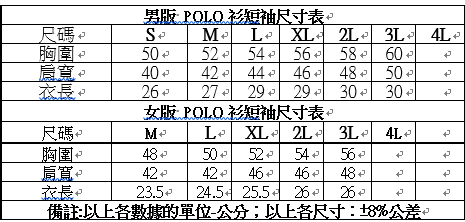 男版 POLO 衫短袖尺寸表
尺碼 S M L XL 2L 3L 4L
胸圍 50 52 54 56 58 60
肩寬 40 42 44 46 48 50
衣長 26 27 29 29 30 30
女版 POLO 衫短袖尺寸表
尺碼 M L XL 2L 3L 4L
胸圍 48 50 52 54 56
肩寬 42 42 46 46 48
衣長 23.5 24.5 25.5 26 26
備註:以上各數據的單位-公分；以上各尺寸：±8%公差